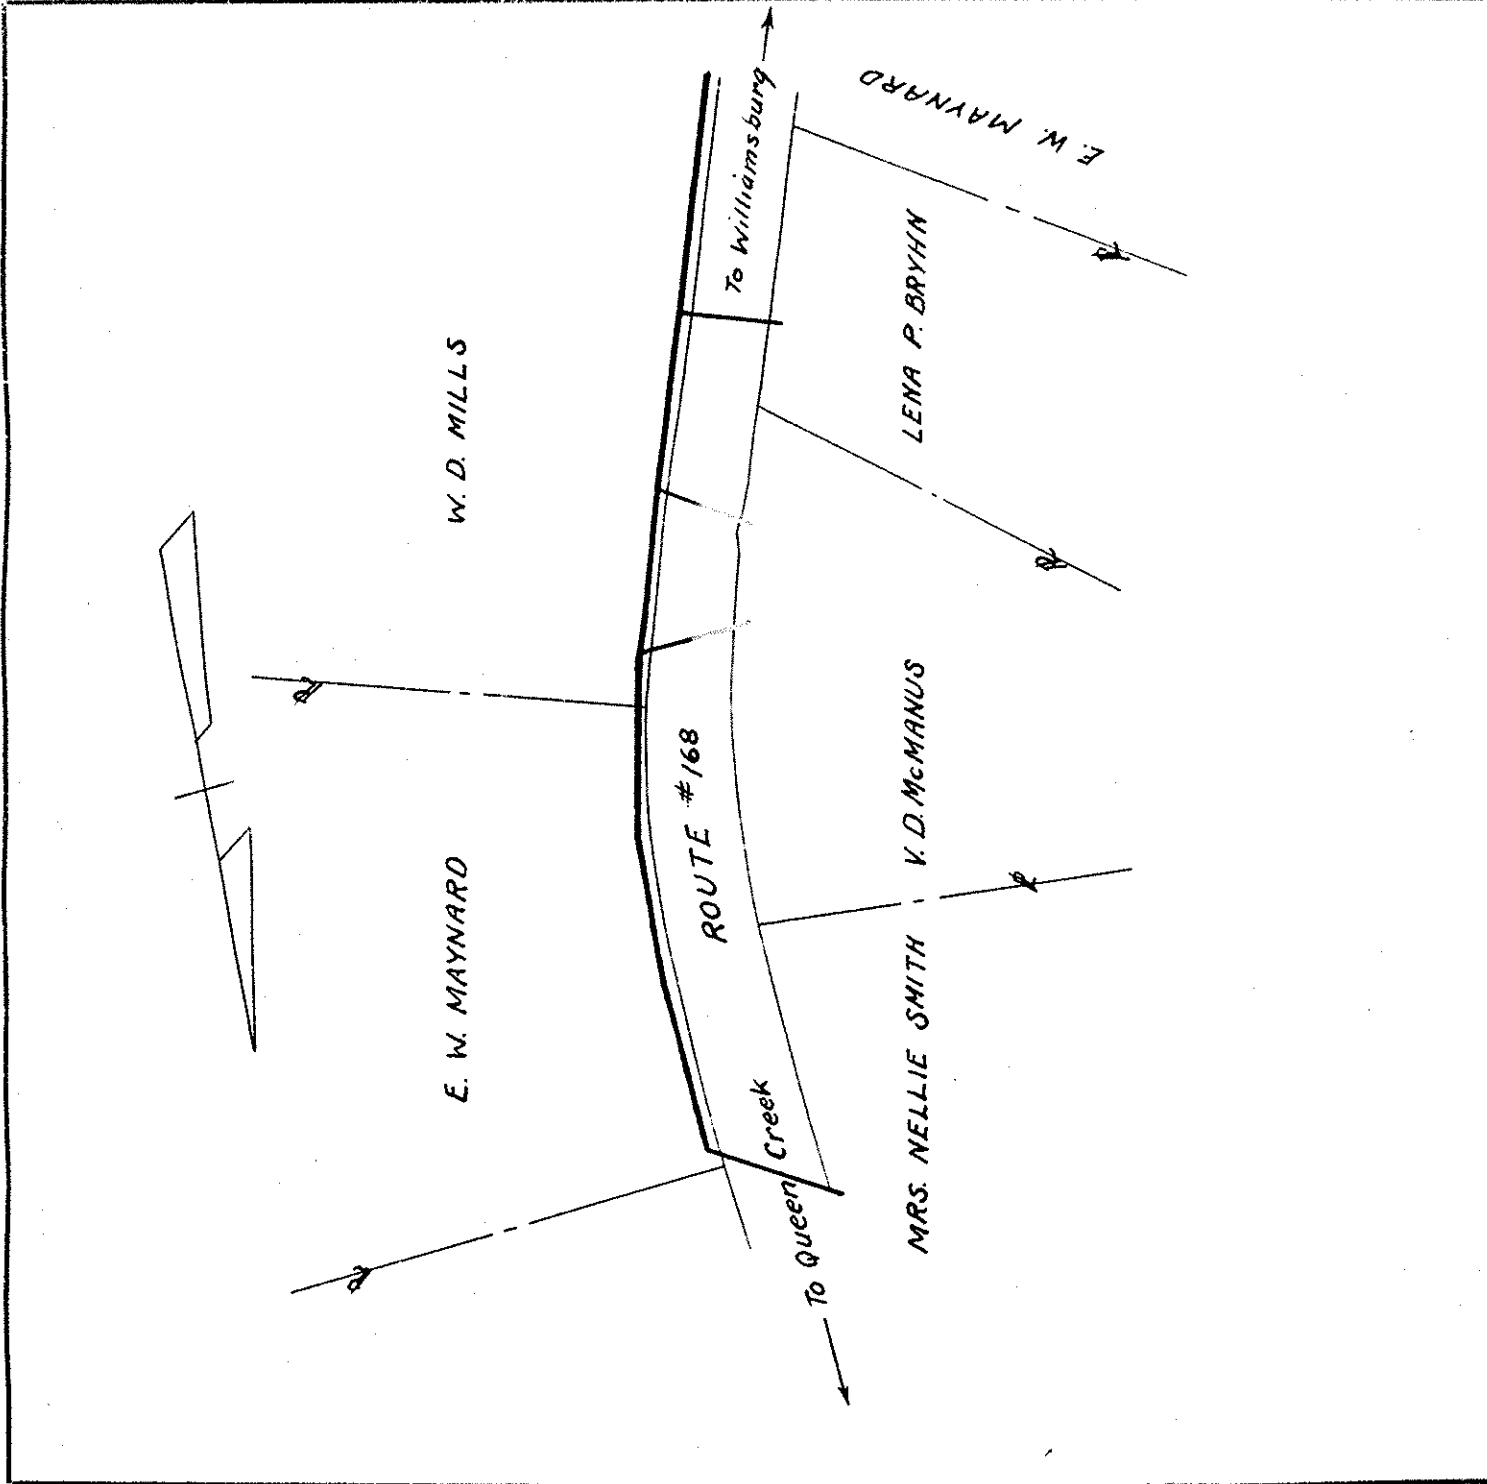 E. W. MAYNARD
W. D. MILLS
To Queen Creek
ROUTE #168
To Williamsburg
MRS. NELLIE SMITH
V. D. McMANUS
LENA P. BRYHN
E. W. MAYNARD